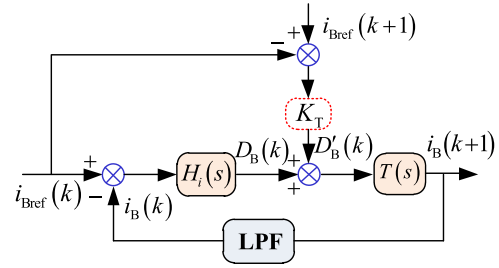 +
i_Bref(k+1)
−
K_T
D_B(k)
D′_B(k)
i_B(k+1)
+
H_i(s)
+
+
T(s)
i_Bref(k)
−
i_B(k)
LPF